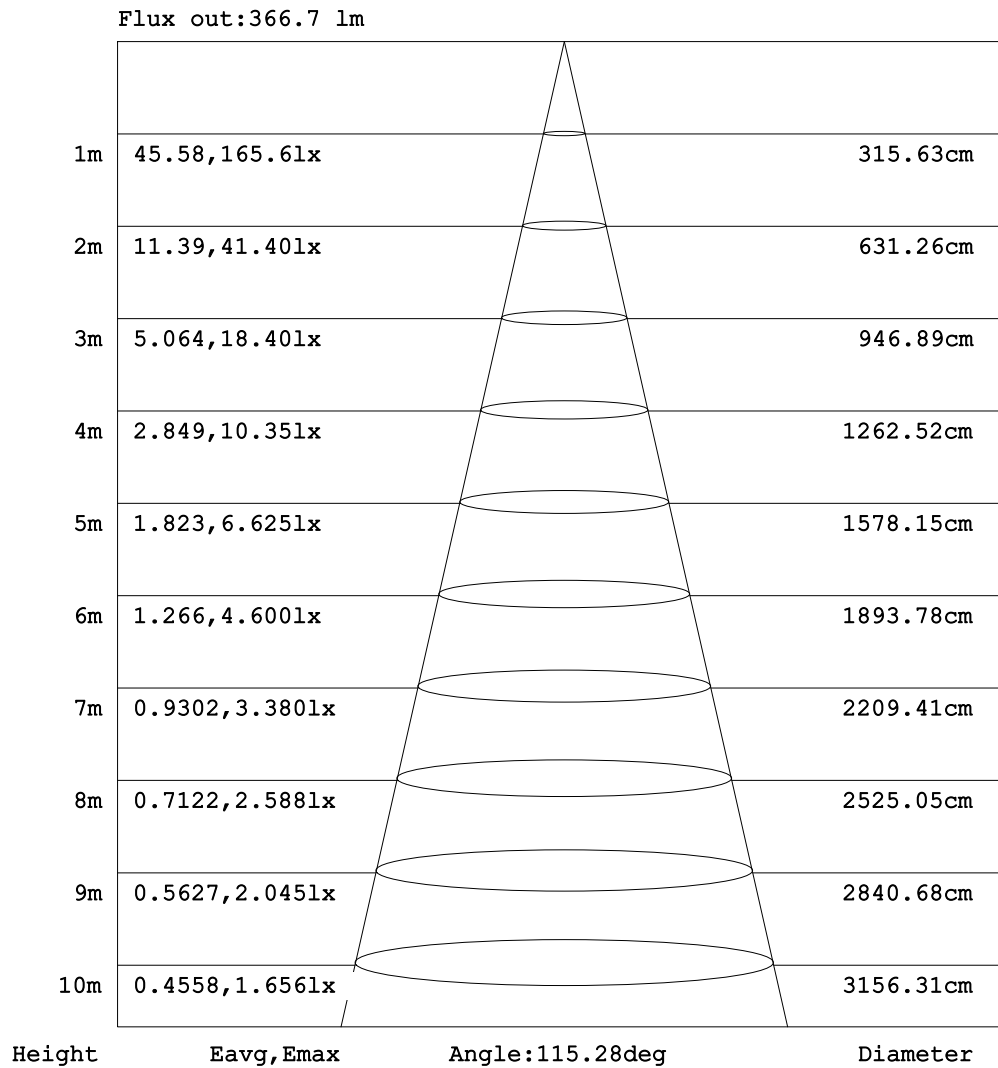 Flux out:366.7 lm
1m 45.58,165.6lx 315.63cm
2m 11.39,41.40lx 631.26cm
3m 5.064,18.40lx 946.89cm
4m 2.849,10.35lx 1262.52cm
5m 1.823,6.625lx 1578.15cm
6m 1.266,4.600lx 1893.78cm
7m 0.9302,3.380lx 2209.41cm
8m 0.7122,2.588lx 2525.05cm
9m 0.5627,2.045lx 2840.68cm
10m 0.4558,1.656lx 3156.31cm
Height Eavg,Emax Angle:115.28deg Diameter